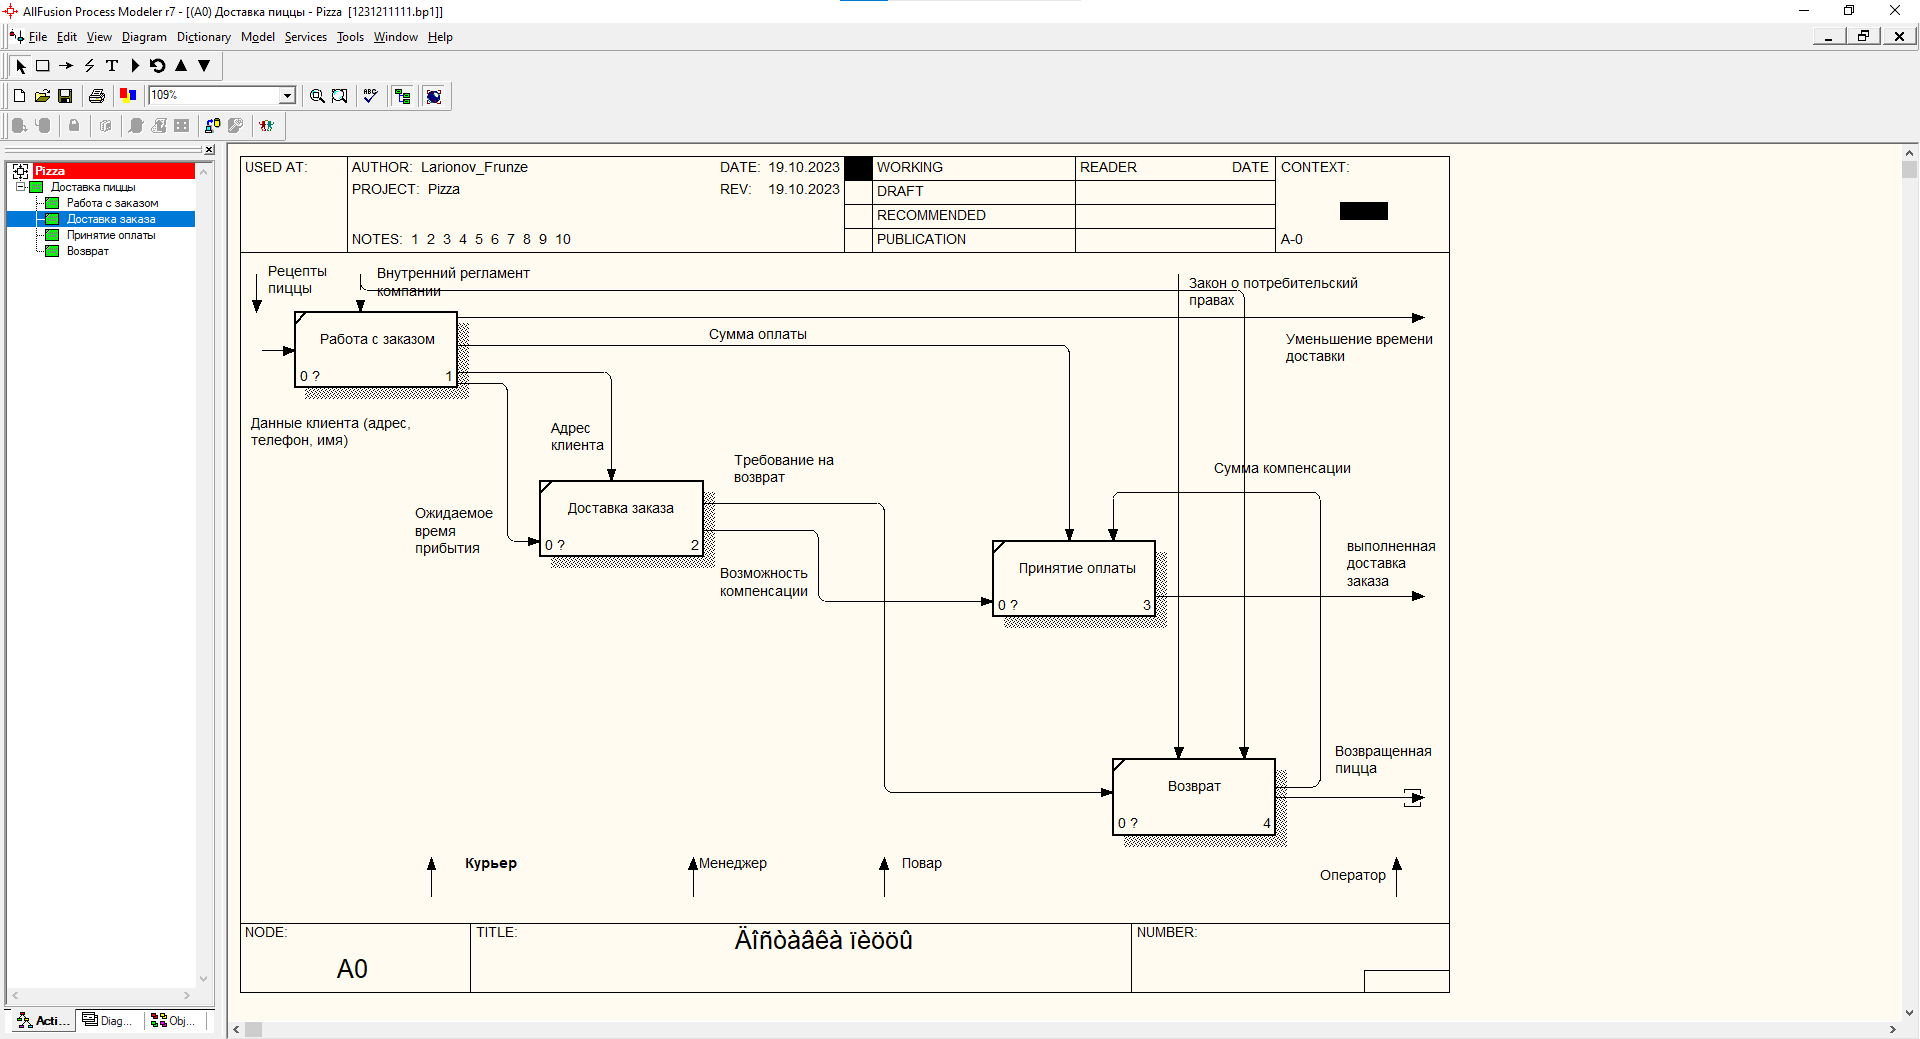 AllFusion Process Modeler r7 - [(A0) Доставка пиццы - Pizza  [1231211111.bp1]]
File Edit View Diagram Dictionary Model Services Tools Window Help
109%
ABC
Pizza
Доставка пиццы
Работа с заказом
Доставка заказа
Принятие оплаты
Возврат
Acti...
Diag...
Obj...
USED AT:
AUTHOR: Larionov_Frunze
DATE: 19.10.2023
PROJECT: Pizza
REV: 19.10.2023
NOTES: 1 2 3 4 5 6 7 8 9 10
WORKING
DRAFT
RECOMMENDED
PUBLICATION
READER
DATE
CONTEXT:
A-0
Рецепты
пиццы
Внутренний регламент
компании
Закон о потребительский
правах
Работа с заказом
0 ?
1
Сумма оплаты
Уменьшение времени
доставки
Данные клиента (адрес,
телефон, имя)
Адрес
клиента
Требование на
возврат
Сумма компенсации
Ожидаемое
время
прибытия
Доставка заказа
0 ?
2
Возможность
компенсации
Принятие оплаты
0 ?
3
выполненная
доставка
заказа
Возвращенная
пицца
Возврат
0 ?
4
Курьер
Менеджер
Повар
Оператор
NODE:
A0
TITLE:
Äîñòàâêà ïèööû
NUMBER: